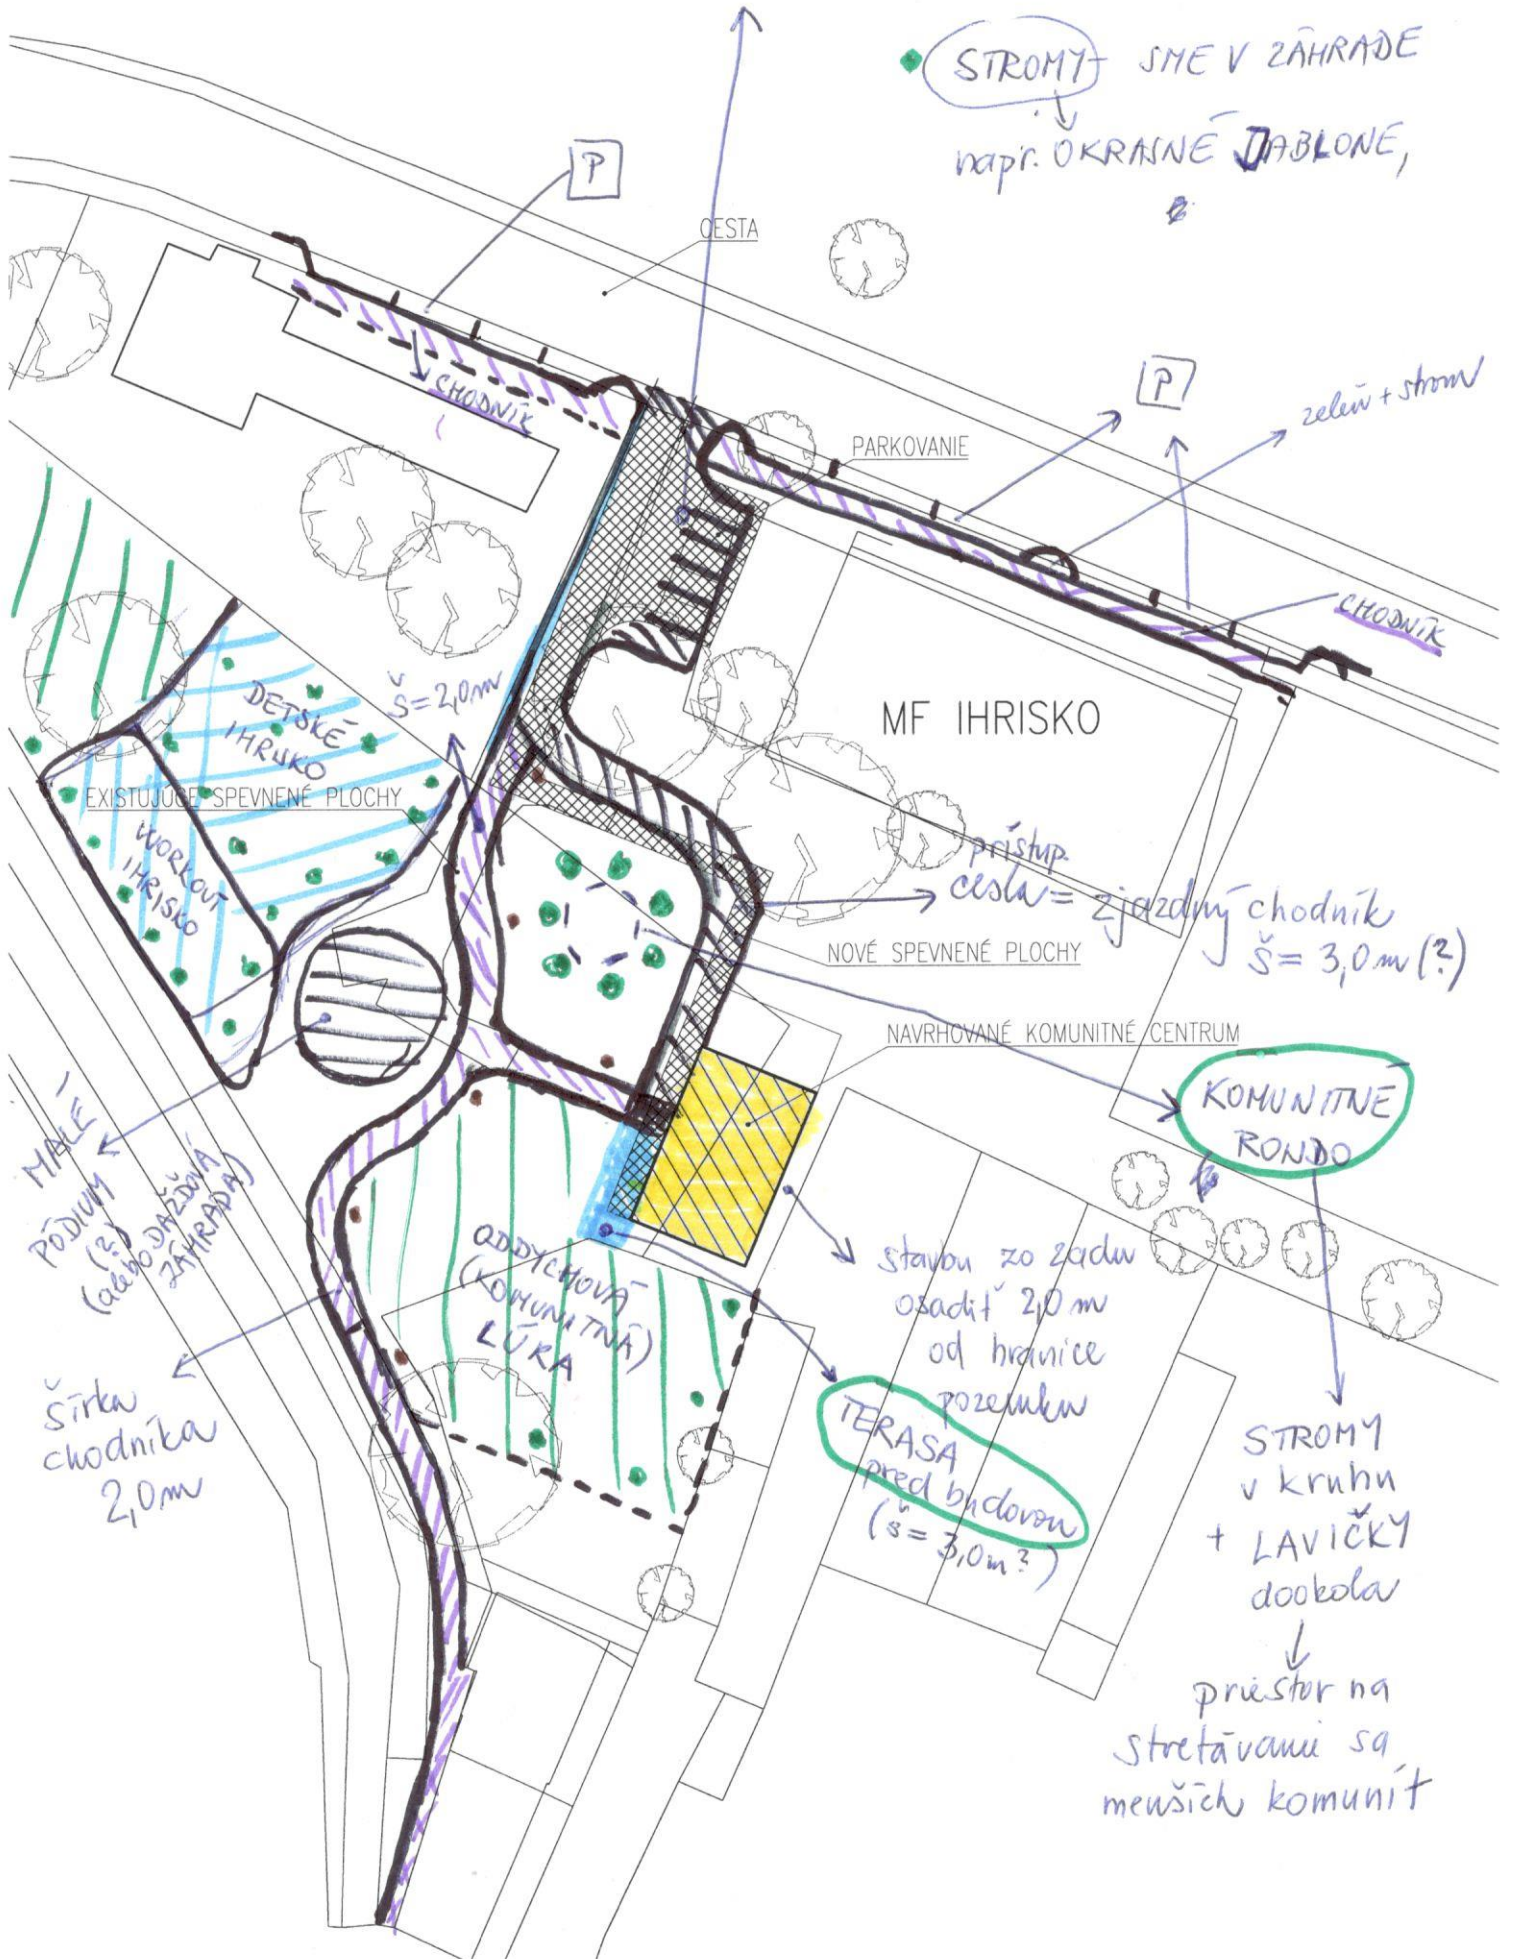 STROMY - SME V ZÁHRADE
napr. OKRASNÉ JABLONE,
P
CESTA
CHODNÍK
P
zeleň + strom
PARKOVANIE
CHODNÍK
MF IHRISKO
Š=2,0m
DETSKÉ
IHRISKO
EXISTUJÚCE SPEVNENÉ PLOCHY
WORKOUT
IHRISKO
prístup.
cesta = zjazdný chodník
š= 3,0m (?)
NOVÉ SPEVNENÉ PLOCHY
NAVRHOVANÉ KOMUNITNÉ CENTRUM
KOMUNITNÉ
RONDO
MALÉ
PÓDIUM
(?)
(alebo DAŽĎOVÁ
ZÁHRADA)
ODDYCHOVÁ
(KOMUNITNÁ)
LÚKA
stavbu zo zadu
osadiť 2,0m
od hranice
pozemku
šírka
chodníka
2,0m
TERASA
pred budovou
(š= 3,0m?)
STROMY
v kruhu
+ LAVIČKY
dookola
priestor na
stretávanie sa
menších komunít